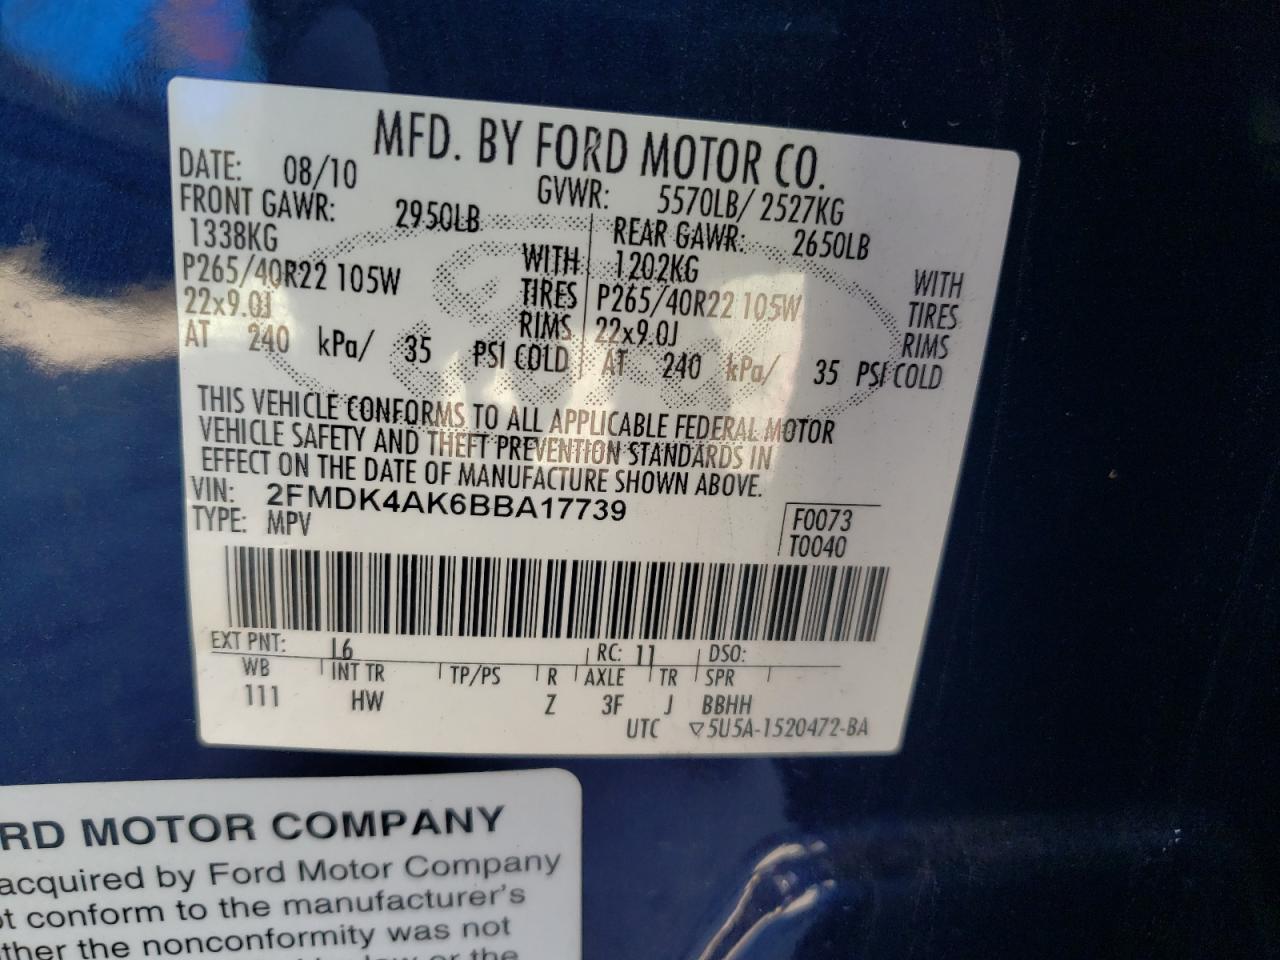 MFD. BY FORD MOTOR CO.
DATE: 08/10 GVWR: 5570LB/ 2527KG
FRONT GAWR: 2950LB REAR GAWR: 2650LB
1338KG WITH 1202KG WITH
P265/40R22 105W TIRES P265/40R22 105W TIRES
22x9.0J RIMS 22x9.0J RIMS
AT 240 kPa/ 35 PSI COLD AT 240 kPa/ 35 PSI COLD
THIS VEHICLE CONFORMS TO ALL APPLICABLE FEDERAL MOTOR
VEHICLE SAFETY AND THEFT PREVENTION STANDARDS IN
EFFECT ON THE DATE OF MANUFACTURE SHOWN ABOVE.
VIN: 2FMDK4AK6BBA17739
TYPE: MPV
F0073
T0040
EXT PNT: L6 RC: 11 DSO:
WB INT TR TP/PS R AXLE TR SPR
111 HW Z 3F J BBHH
UTC ▽5U5A-1520472-BA
RD MOTOR COMPANY
acquired by Ford Motor Company
conform to the manufacturer's
the nonconformity was not
or the